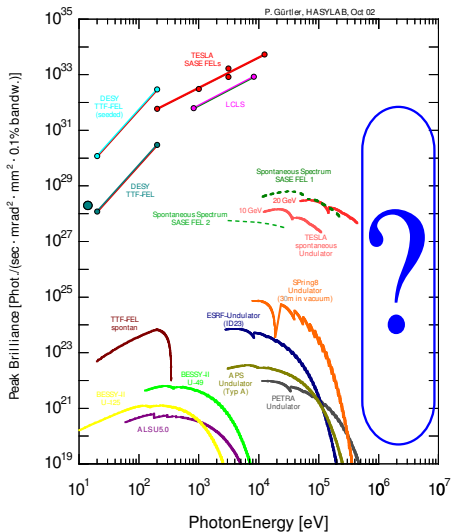 P. Gürtler, HASYLAB, Oct 02
10^35
TESLA
SASE FELs
10^33
DESY
TTF-FEL
(seeded)
LCLS
10^31
DESY
TTF-FEL
Spontaneous Spectrum
SASE FEL 1
10^29
20 GeV
10 GeV
Spontaneous Spectrum
SASE FEL 2
10^27
TESLA
spontaneous
Undulator
?
SPring8
Undulator
(30m in vacuum)
10^25
TTF-FEL
spontan
ESRF-Undulator
(ID23)
10^23
BESSY-II
U-49
APS
Undulator
(Typ A)
BESSY-II
U-125
PETRA
Undulator
10^21
ALS U5.0
10^19
10^1 10^2 10^3 10^4 10^5 10^6 10^7
PhotonEnergy [eV]
Peak Brilliance [Phot./(sec · mrad² · mm² · 0.1% bandw.)]